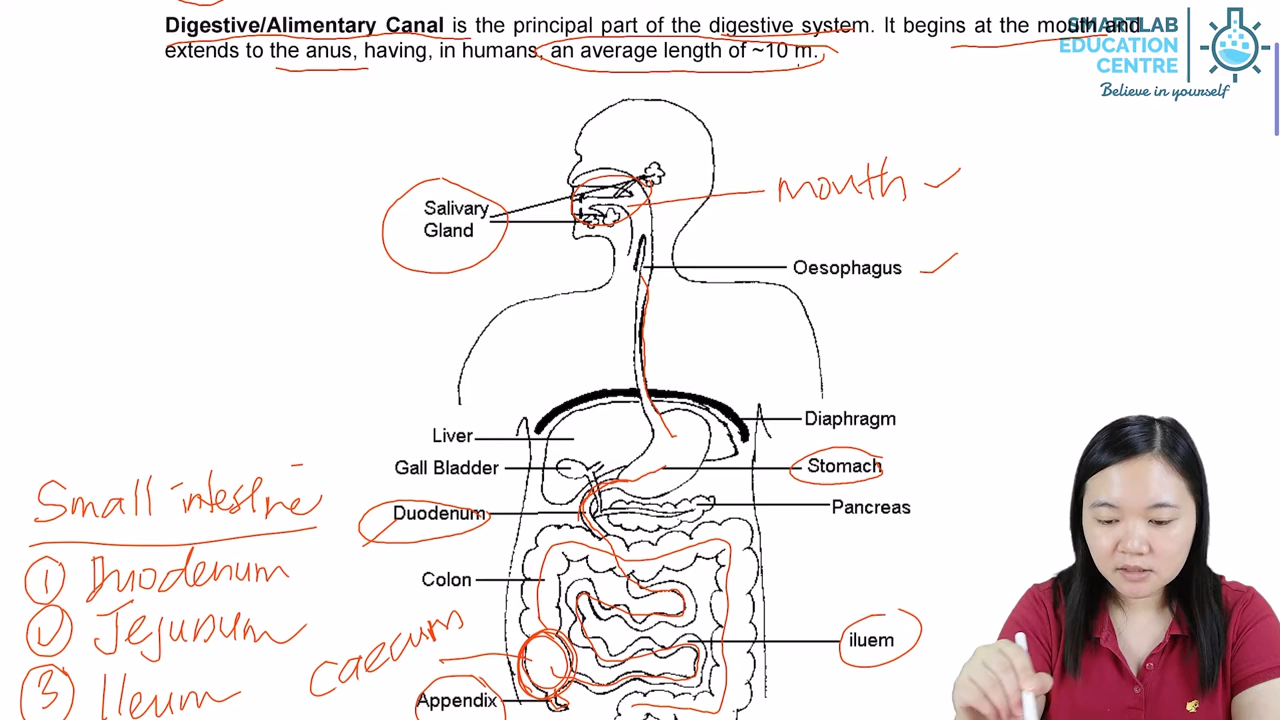 Digestive/Alimentary Canal is the principal part of the digestive system. It begins at the mouth and
extends to the anus, having, in humans, an average length of ~10 m.
SMARTLAB
EDUCATION
CENTRE
Believe in yourself
mouth
Salivary
Gland
Oesophagus
Diaphragm
Liver
Gall Bladder
Stomach
Small intestine
Duodenum
Pancreas
① Duodenum
Colon
② Jejunum
caecum
iluem
③ Ileum
Appendix